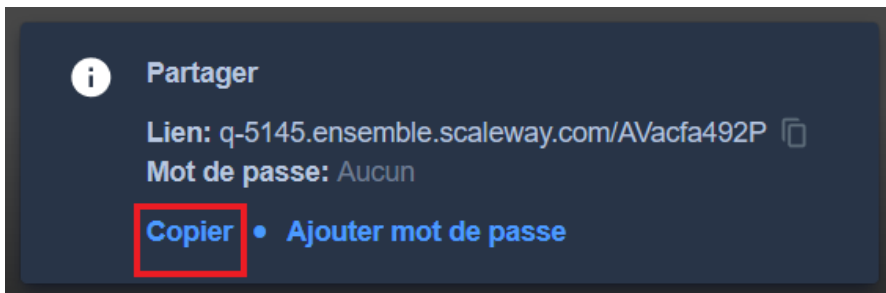 Partager
Lien: q-5145.ensemble.scaleway.com/AVacfa492P
Mot de passe: Aucun
Copier • Ajouter mot de passe